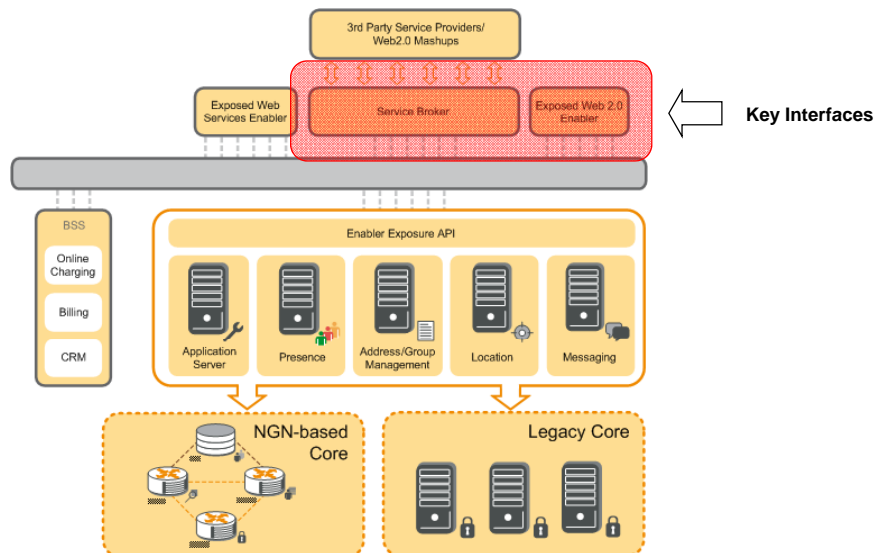 3rd Party Service Providers/
Web2.0 Mashups
Exposed Web
Services Enabler
Service Broker
Exposed Web 2.0
Enabler
Key Interfaces
BSS
Online
Charging
Billing
CRM
Enabler Exposure API
Application
Server
Presence
Address/Group
Management
Location
Messaging
NGN-based
Core
Legacy Core